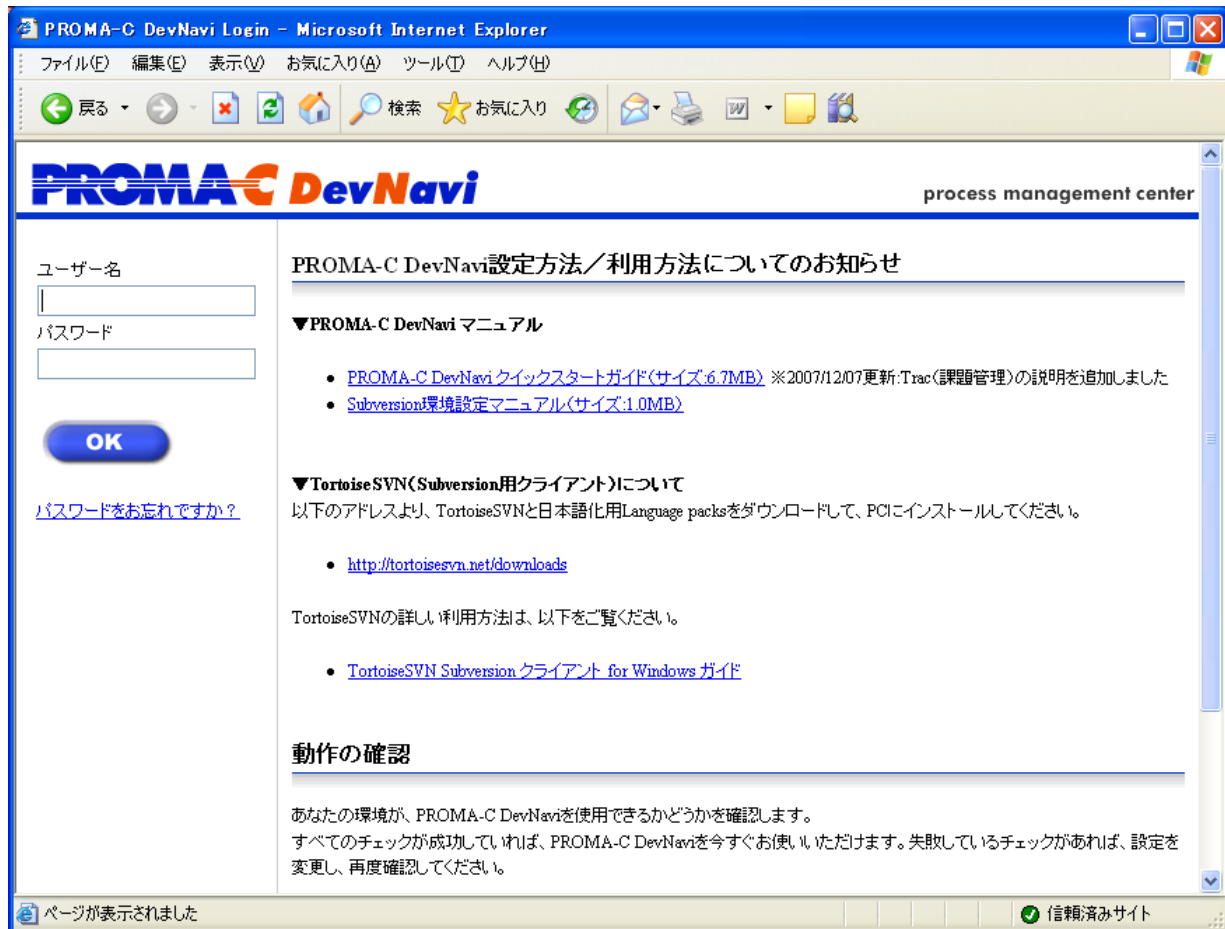 PROMA-C DevNavi Login - Microsoft Internet Explorer
ファイル(F) 編集(E) 表示(V) お気に入り(A) ツール(T) ヘルプ(H)
戻る 検索 お気に入り
PROMA-C DevNavi
process management center
ユーザー名
パスワード
OK
パスワードをお忘れですか？
PROMA-C DevNavi設定方法／利用方法についてのお知らせ
▼PROMA-C DevNavi マニュアル
● PROMA-C DevNavi クイックスタートガイド（サイズ:6.7MB） ※2007/12/07更新:Trac（課題管理）の説明を追加しました
● Subversion環境設定マニュアル（サイズ:1.0MB）
▼TortoiseSVN（Subversion用クライアント）について
以下のアドレスより、TortoiseSVNと日本語化用Language packsをダウンロードして、PCにインストールしてください。
● http://tortoisesvn.net/downloads
TortoiseSVNの詳しい利用方法は、以下をご覧ください。
● TortoiseSVN Subversion クライアント for Windows ガイド
動作の確認
あなたの環境が、PROMA-C DevNaviを使用できるかどうかを確認します。
すべてのチェックが成功していれば、PROMA-C DevNaviを今すぐお使いいただけます。失敗しているチェックがあれば、設定を
変更し、再度確認してください。
ページが表示されました
信頼済みサイト